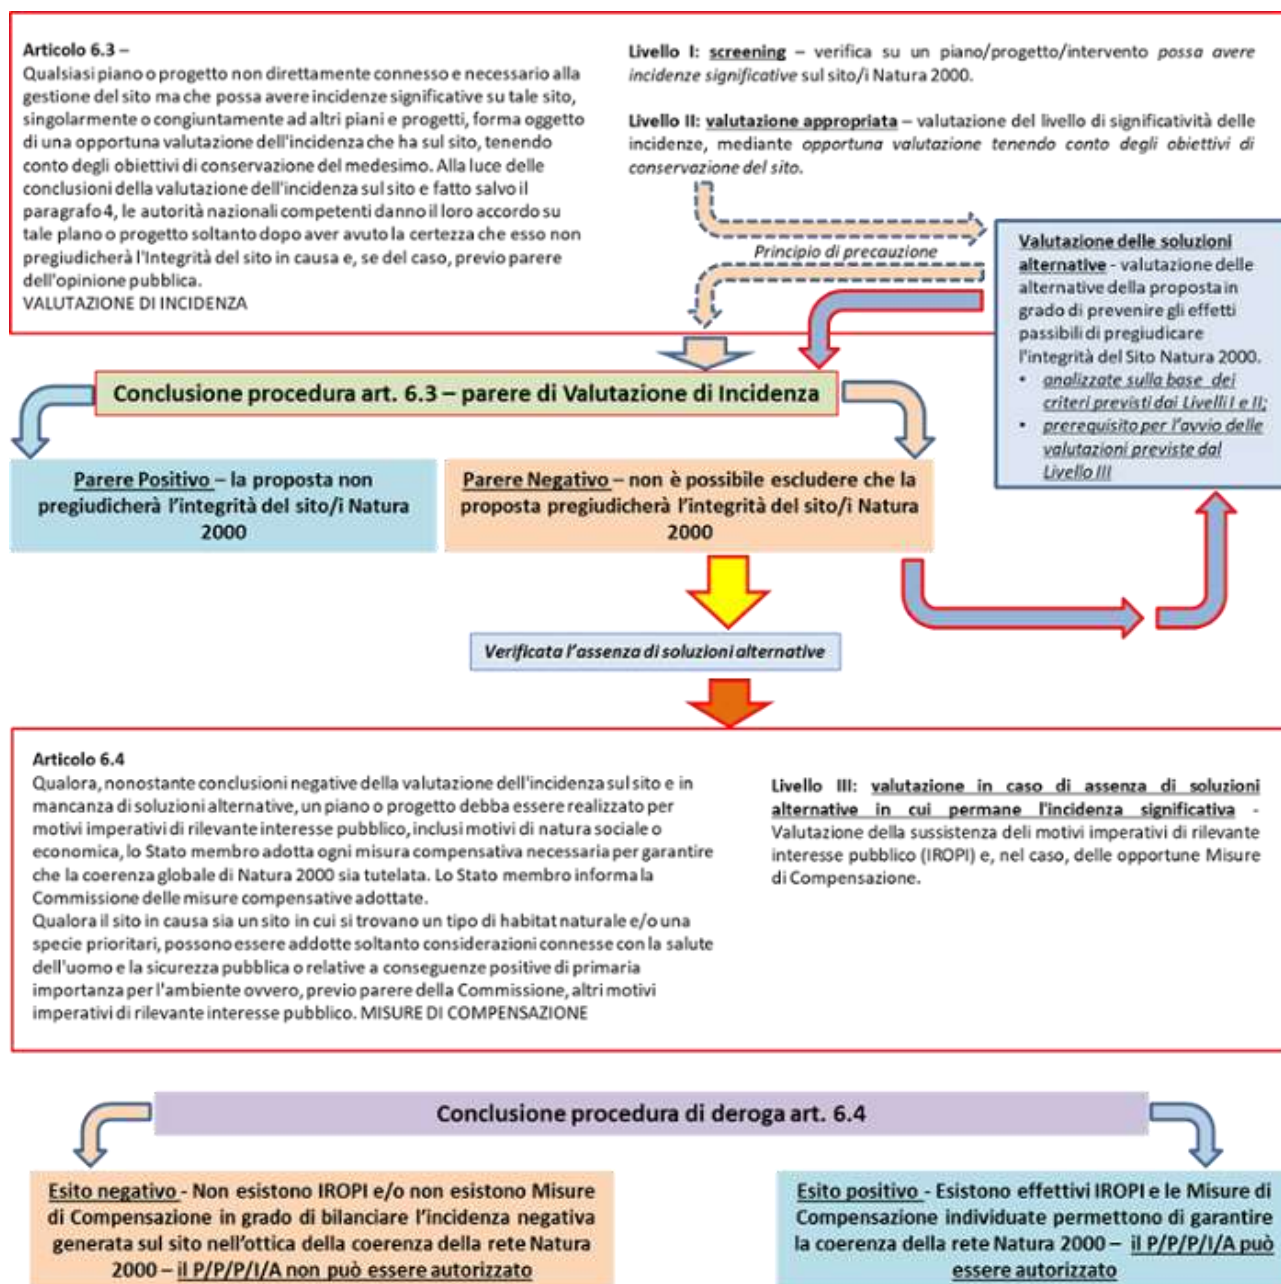 Articolo 6.3 –
Qualsiasi piano o progetto non direttamente connesso e necessario alla
gestione del sito ma che possa avere incidenze significative su tale sito,
singolarmente o congiuntamente ad altri piani e progetti, forma oggetto
di una opportuna valutazione dell'incidenza che ha sul sito, tenendo
conto degli obiettivi di conservazione del medesimo. Alla luce delle
conclusioni della valutazione dell'incidenza sul sito e fatto salvo il
paragrafo 4, le autorità nazionali competenti danno il loro accordo su
tale piano o progetto soltanto dopo aver avuto la certezza che esso non
pregiudicherà l'Integrità del sito in causa e, se del caso, previo parere
dell'opinione pubblica.
VALUTAZIONE DI INCIDENZA
Livello I: screening – verifica su un piano/progetto/intervento possa avere
incidenze significative sul sito/i Natura 2000.
Livello II: valutazione appropriata – valutazione del livello di significatività delle
incidenze, mediante opportuna valutazione tenendo conto degli obiettivi di
conservazione del sito.
Principio di precauzione
Valutazione delle soluzioni
alternative - valutazione delle
alternative della proposta in
grado di prevenire gli effetti
passibili di pregiudicare
l'integrità del Sito Natura 2000.
• analizzate sulla base dei
criteri previsti dai Livelli I e II;
• prerequisito per l'avvio delle
valutazioni previste dal
Livello III
Conclusione procedura art. 6.3 – parere di Valutazione di Incidenza
Parere Positivo – la proposta non
pregiudicherà l'integrità del sito/i Natura
2000
Parere Negativo – non è possibile escludere che la
proposta pregiudicherà l'integrità del sito/i Natura
2000
Verificata l'assenza di soluzioni alternative
Articolo 6.4
Qualora, nonostante conclusioni negative della valutazione dell'incidenza sul sito e in
mancanza di soluzioni alternative, un piano o progetto debba essere realizzato per
motivi imperativi di rilevante interesse pubblico, inclusi motivi di natura sociale o
economica, lo Stato membro adotta ogni misura compensativa necessaria per garantire
che la coerenza globale di Natura 2000 sia tutelata. Lo Stato membro informa la
Commissione delle misure compensative adottate.
Qualora il sito in causa sia un sito in cui si trovano un tipo di habitat naturale e/o una
specie prioritari, possono essere addotte soltanto considerazioni connesse con la salute
dell'uomo e la sicurezza pubblica o relative a conseguenze positive di primaria
importanza per l'ambiente ovvero, previo parere della Commissione, altri motivi
imperativi di rilevante interesse pubblico. MISURE DI COMPENSAZIONE
Livello III: valutazione in caso di assenza di soluzioni
alternative in cui permane l'incidenza significativa -
Valutazione della sussistenza deli motivi imperativi di rilevante
interesse pubblico (IROPI) e, nel caso, delle opportune Misure
di Compensazione.
Conclusione procedura di deroga art. 6.4
Esito negativo - Non esistono IROPI e/o non esistono Misure
di Compensazione in grado di bilanciare l'incidenza negativa
generata sul sito nell'ottica della coerenza della rete Natura
2000 – il P/P/P/I/A non può essere autorizzato
Esito positivo - Esistono effettivi IROPI e le Misure di
Compensazione individuate permettono di garantire
la coerenza della rete Natura 2000 – il P/P/P/I/A può
essere autorizzato